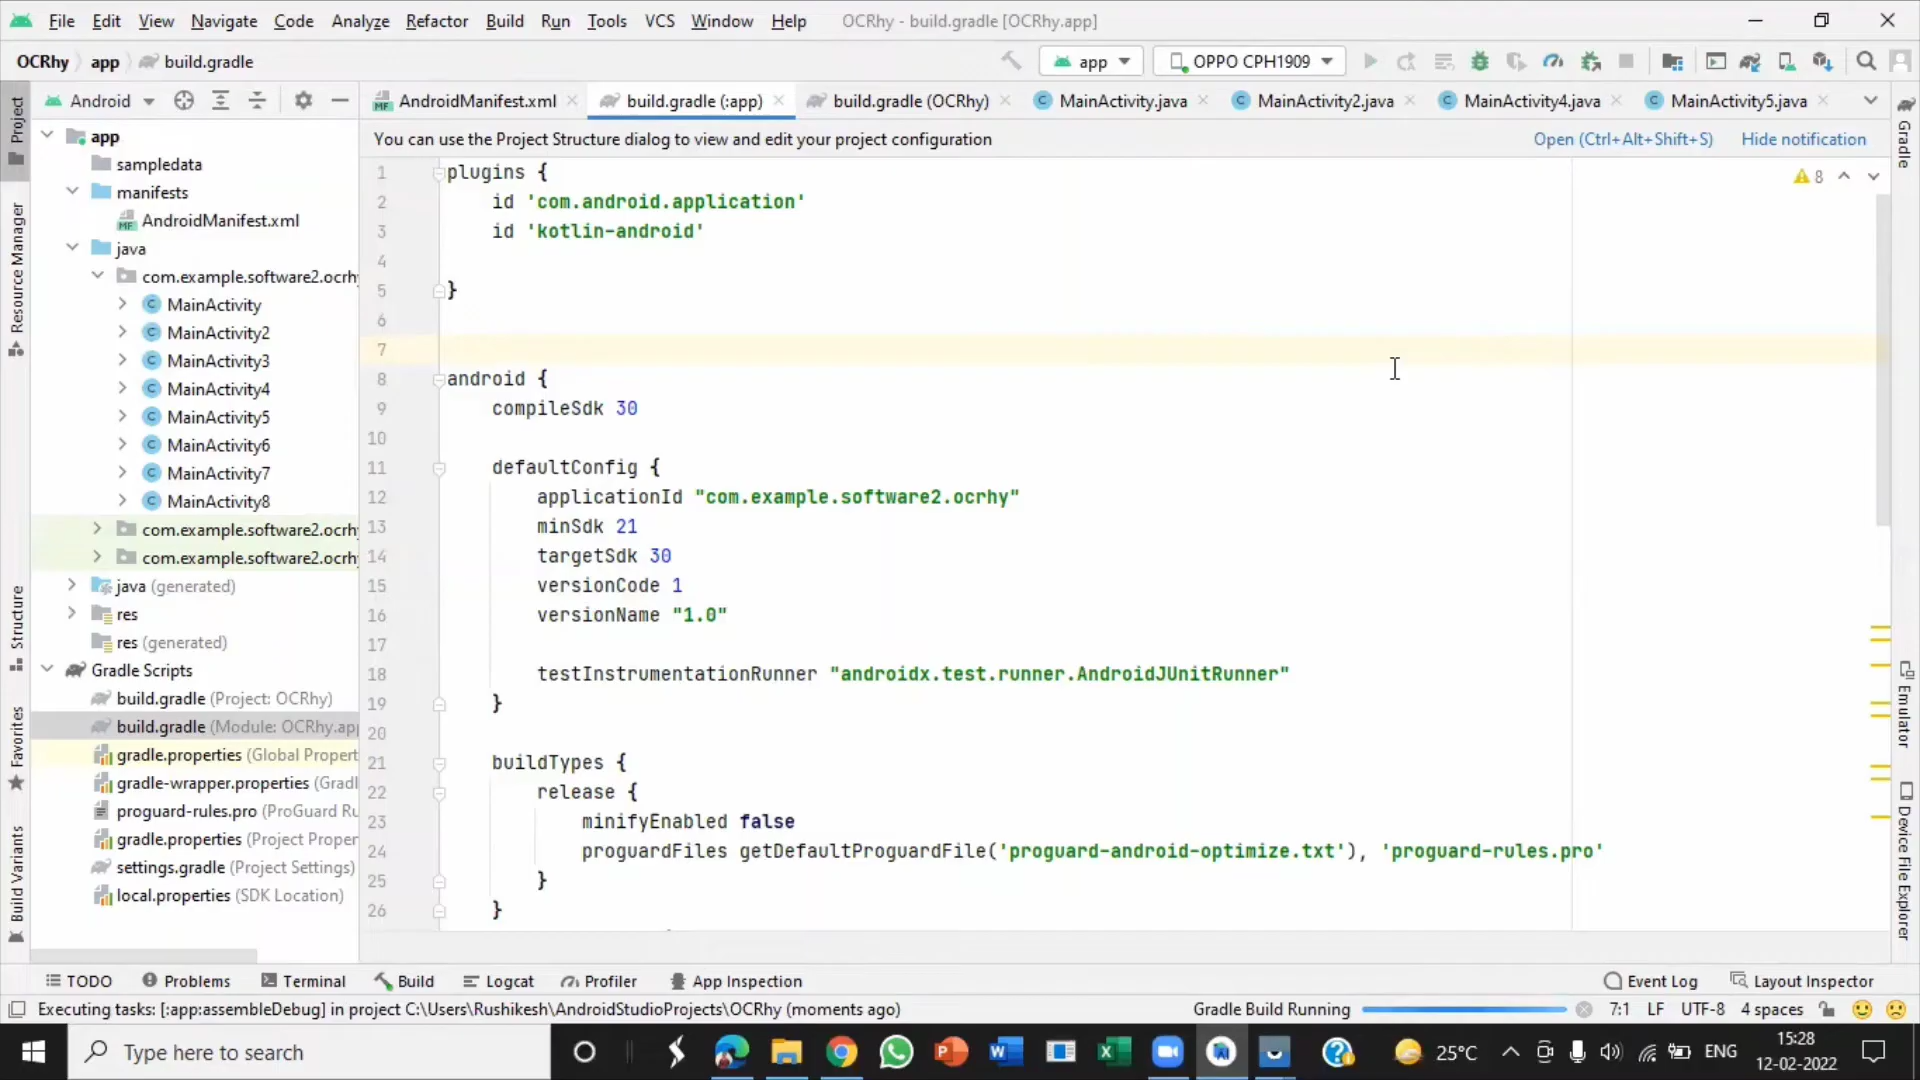 File Edit View Navigate Code Analyze Refactor Build Run Tools VCS Window Help OCRhy - build.gradle [OCRhy.app]
OCRhy app build.gradle app OPPO CPH1909
Android AndroidManifest.xml build.gradle (:app) build.gradle (OCRhy) MainActivity.java MainActivity2.java MainActivity4.java MainActivity5.java
You can use the Project Structure dialog to view and edit your project configuration Open (Ctrl+Alt+Shift+S) Hide notification
Project
Resource Manager
Structure
Favorites
Build Variants
app
sampledata
manifests
AndroidManifest.xml
java
com.example.software2.ocrhy
MainActivity
MainActivity2
MainActivity3
MainActivity4
MainActivity5
MainActivity6
MainActivity7
MainActivity8
com.example.software2.ocrhy
com.example.software2.ocrhy
java (generated)
res
res (generated)
Gradle Scripts
build.gradle (Project: OCRhy)
build.gradle (Module: OCRhy.app
gradle.properties (Global Propert
gradle-wrapper.properties (Gradl
proguard-rules.pro (ProGuard Ru
gradle.properties (Project Proper
settings.gradle (Project Settings)
local.properties (SDK Location)
8
1 plugins {
2 id 'com.android.application'
3 id 'kotlin-android'
4
5 }
6
7
8 android {
9 compileSdk 30
10
11 defaultConfig {
12 applicationId "com.example.software2.ocrhy"
13 minSdk 21
14 targetSdk 30
15 versionCode 1
16 versionName "1.0"
17
18 testInstrumentationRunner "androidx.test.runner.AndroidJUnitRunner"
19 }
20
21 buildTypes {
22 release {
23 minifyEnabled false
24 proguardFiles getDefaultProguardFile('proguard-android-optimize.txt'), 'proguard-rules.pro'
25 }
26 }
Gradle
Emulator
Device File Explorer
TODO Problems Terminal Build Logcat Profiler App Inspection Event Log Layout Inspector
Executing tasks: [:app:assembleDebug] in project C:\Users\Rushikesh\AndroidStudioProjects\OCRhy (moments ago) Gradle Build Running 7:1 LF UTF-8 4 spaces
Type here to search 25°C ENG 15:28
12-02-2022